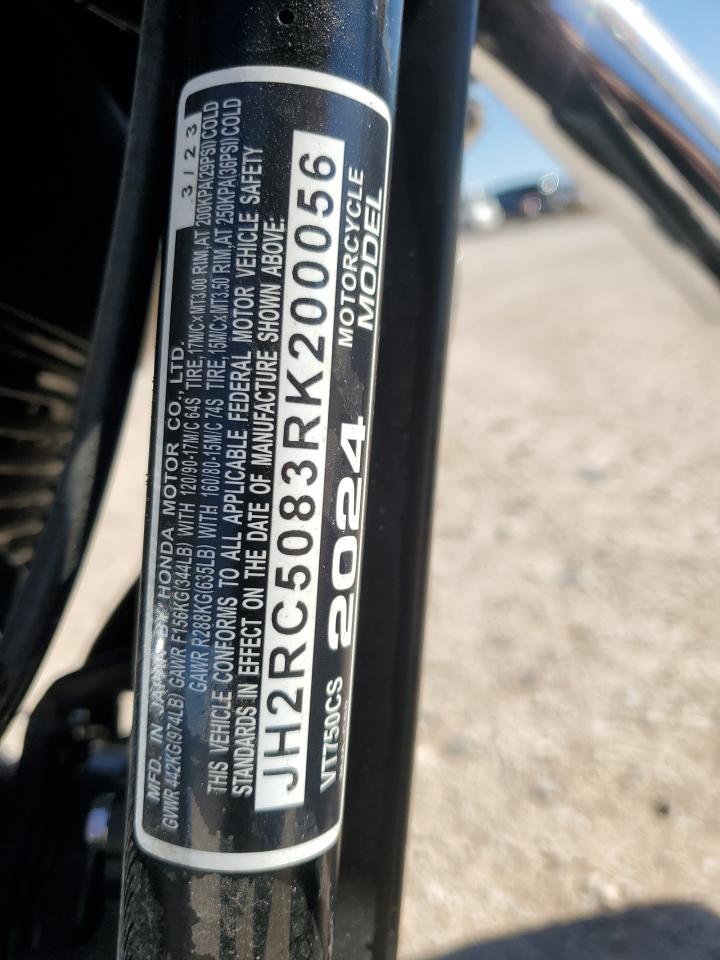 MFD. IN JAPAN BY HONDA MOTOR CO., LTD. 3/23
GVWR 442KG(974LB) GAWR F156KG(344LB) WITH 120/90-17M/C 64S TIRE,17M/CxMT3.00 RIM,AT 200KPA(29PSI)COLD
GAWR R288KG(635LB) WITH 160/80-15M/C 74S TIRE,15M/CxMT3.50 RIM,AT 250KPA(36PSI)COLD
THIS VEHICLE CONFORMS TO ALL APPLICABLE FEDERAL MOTOR VEHICLE SAFETY
STANDARDS IN EFFECT ON THE DATE OF MANUFACTURE SHOWN ABOVE.
JH2RC5083RK200056
VT750CS 2024 MOTORCYCLE
MODEL